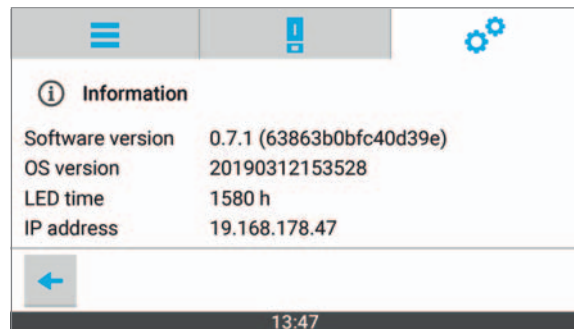 Information
Software version 0.7.1 (63863b0bfc40d39e)
OS version 20190312153528
LED time 1580 h
IP address 19.168.178.47
13:47